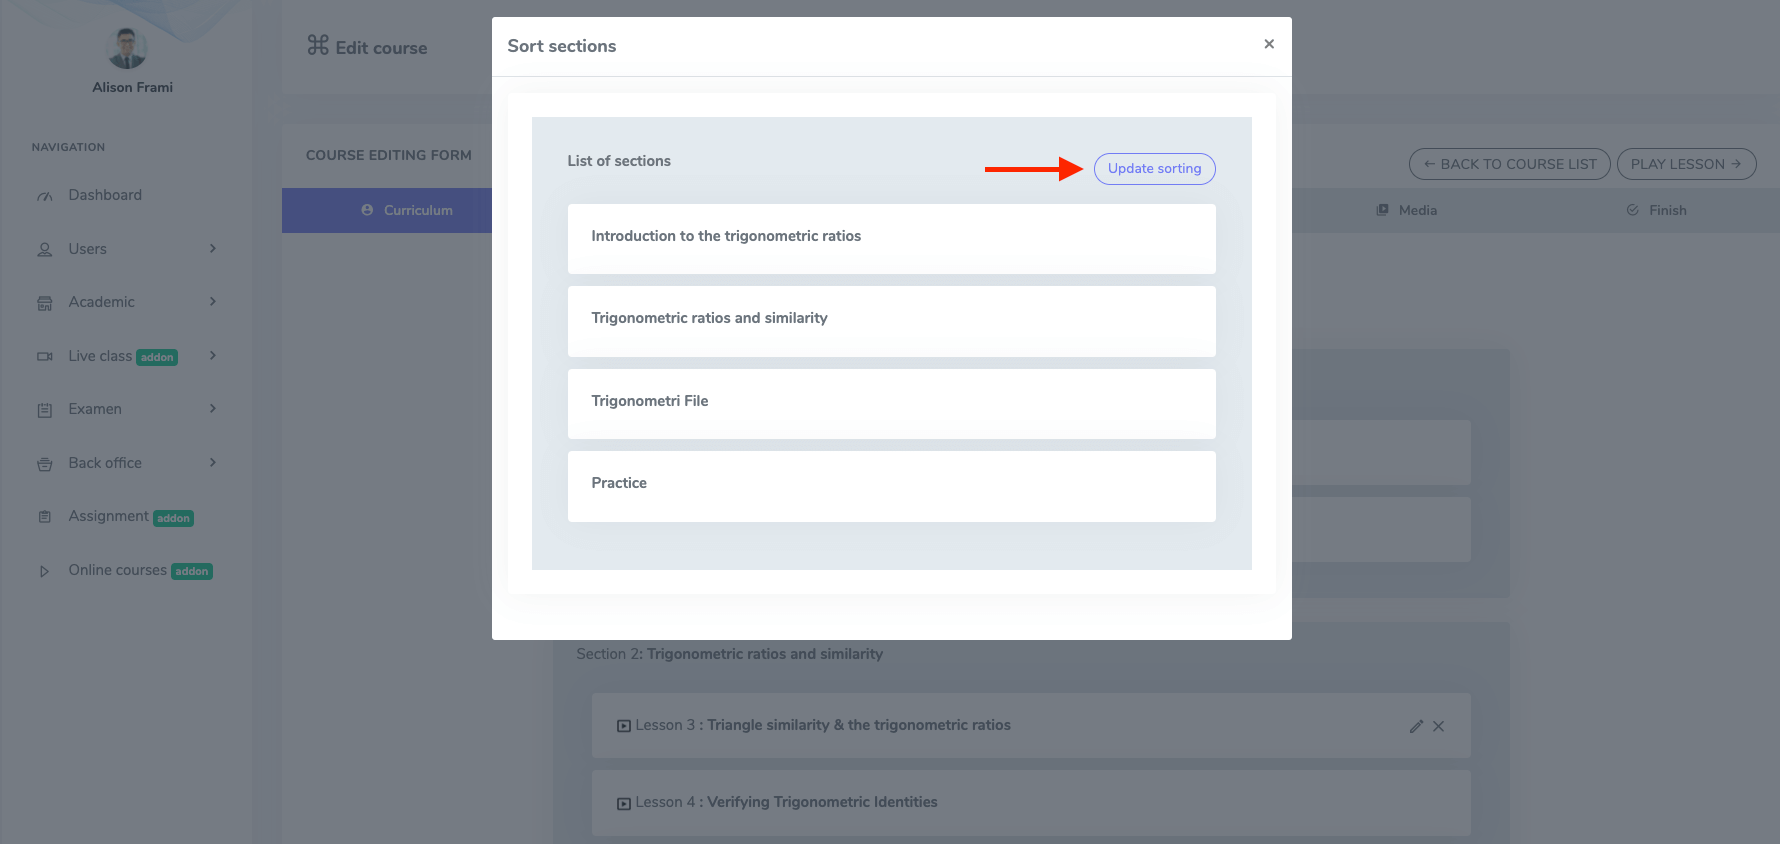 Alison Frami
NAVIGATION
Dashboard
Users
Academic
Live class addon
Examen
Back office
Assignment addon
Online courses addon
Edit course
COURSE EDITING FORM
← BACK TO COURSE LIST
PLAY LESSON →
Curriculum
Media
Finish
Sort sections
×
List of sections
Update sorting
Introduction to the trigonometric ratios
Trigonometric ratios and similarity
Trigonometri File
Practice
Section 2: Trigonometric ratios and similarity
Lesson 3 : Triangle similarity & the trigonometric ratios
Lesson 4 : Verifying Trigonometric Identities